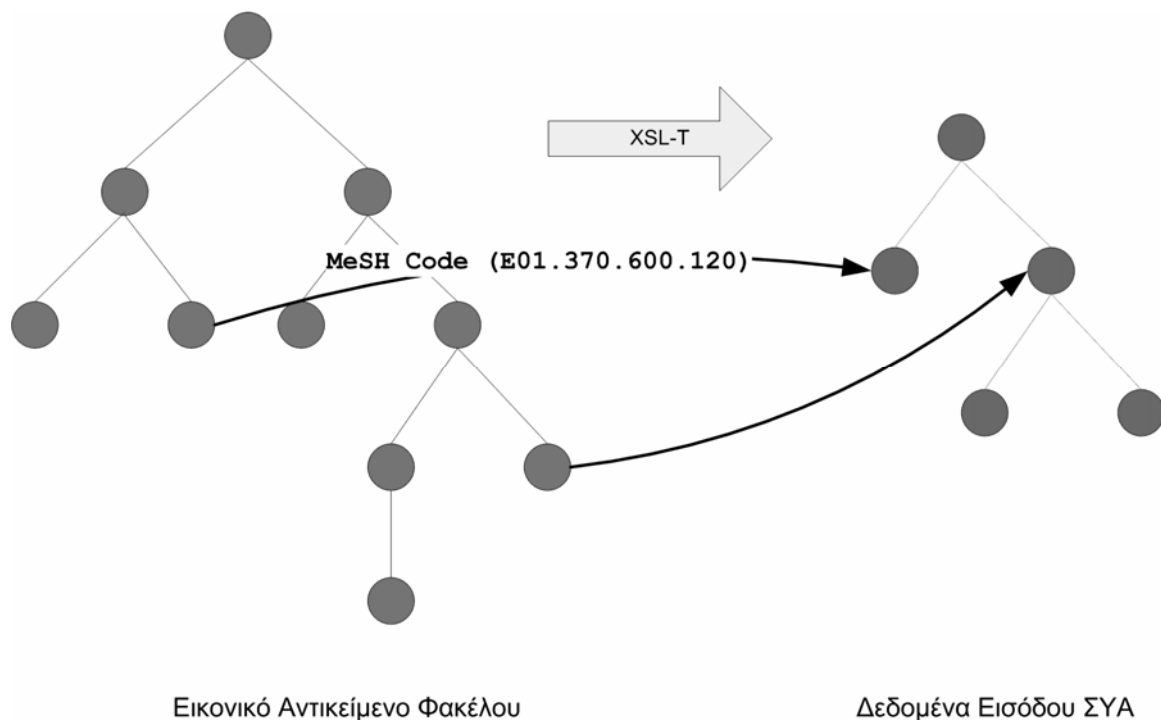 XSL-T
MeSH Code (E01.370.600.120)
Εικονικό Αντικείμενο Φακέλου
Δεδομένα Εισόδου ΣΥΑ